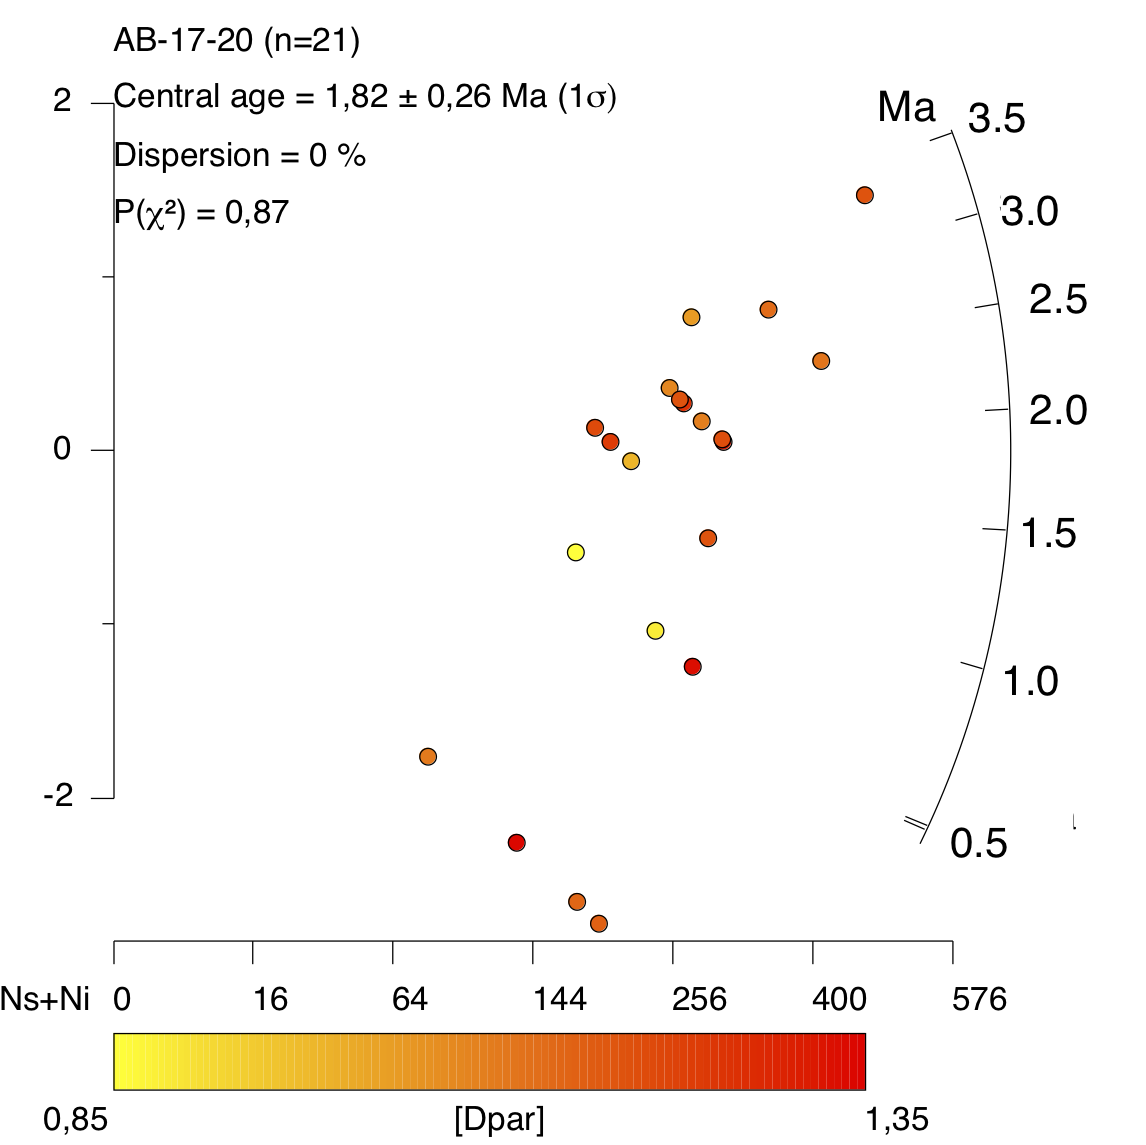 AB-17-20 (n=21)
Central age = 1,82 ± 0,26 Ma (1σ)
Dispersion = 0 %
P(χ²) = 0,87
2
0
-2
Ma
3.5
3.0
2.5
2.0
1.5
1.0
0.5
Ns+Ni 0 16 64 144 256 400 576
0,85 [Dpar] 1,35